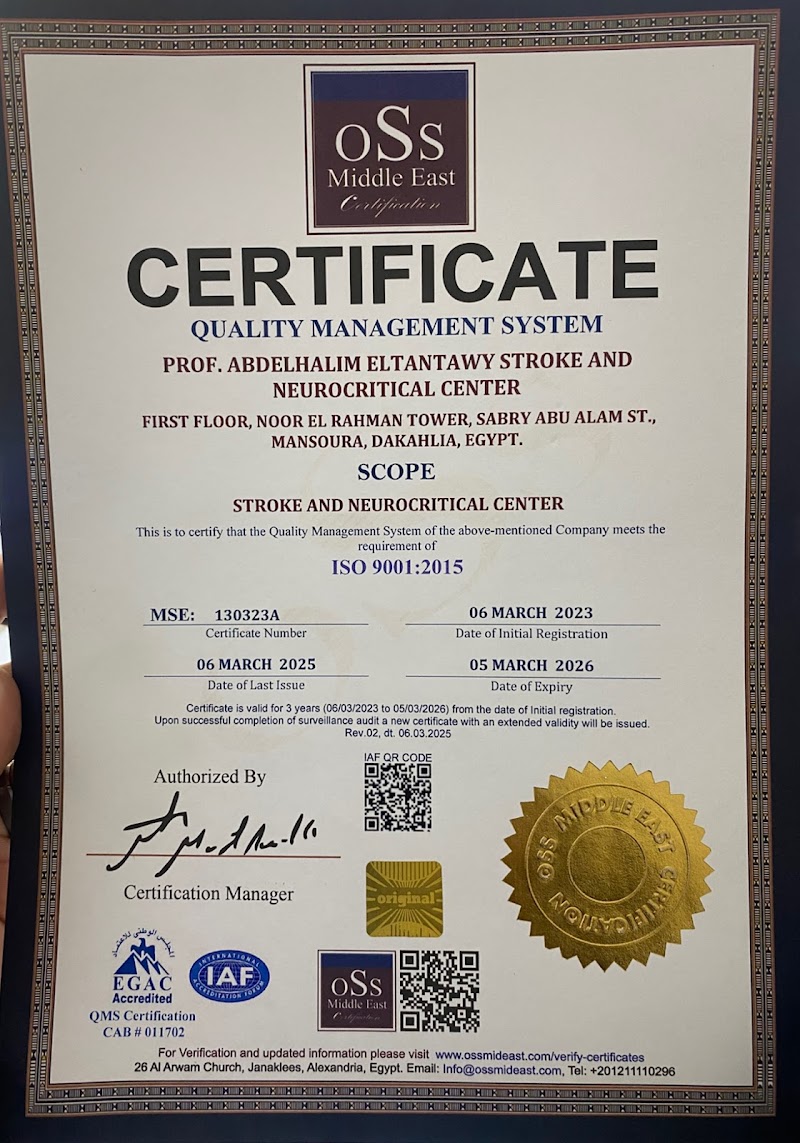 oSs
Middle East
Certification
CERTIFICATE
QUALITY MANAGEMENT SYSTEM
PROF. ABDELHALIM ELTANTAWY STROKE AND
NEUROCRITICAL CENTER
FIRST FLOOR, NOOR EL RAHMAN TOWER, SABRY ABU ALAM ST.,
MANSOURA, DAKAHLIA, EGYPT.
SCOPE
STROKE AND NEUROCRITICAL CENTER
This is to certify that the Quality Management System of the above-mentioned Company meets the
requirement of
ISO 9001:2015
MSE: 130323A
Certificate Number
06 MARCH 2023
Date of Initial Registration
06 MARCH 2025
Date of Last Issue
05 MARCH 2026
Date of Expiry
Certificate is valid for 3 years (06/03/2023 to 05/03/2026) from the date of Initial registration.
Upon successful completion of surveillance audit a new certificate with an extended validity will be issued.
Rev.02, dt. 06.03.2025
IAF QR CODE
Authorized By
Certification Manager
original
OSS MIDDLE EAST CERTIFICATION
المجلس الوطني للاعتماد
EGAC
Accredited
INTERNATIONAL
IAF
ACCREDITATION FORUM
QMS Certification
CAB # 011702
oSs
Middle East
Certification
For Verification and updated information please visit www.ossmideast.com/verify-certificates
26 Al Arwam Church, Janaklees, Alexandria, Egypt. Email: Info@ossmideast.com, Tel: +201211110296